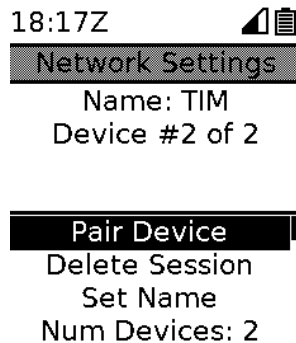 18:17Z
Network Settings
Name: TIM
Device #2 of 2
Pair Device
Delete Session
Set Name
Num Devices: 2